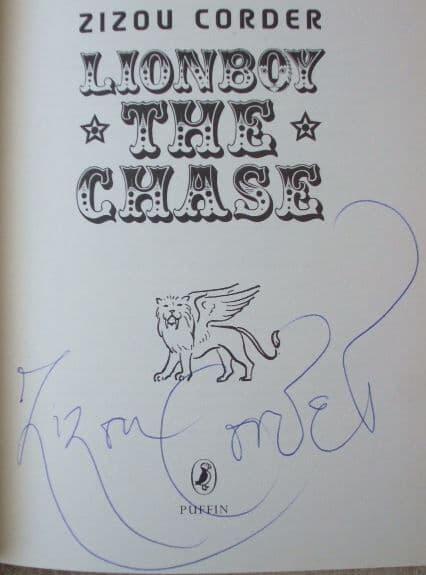 ZIZOU CORDER
LIONBOY
THE
CHASE
Zizou Corder
PUFFIN